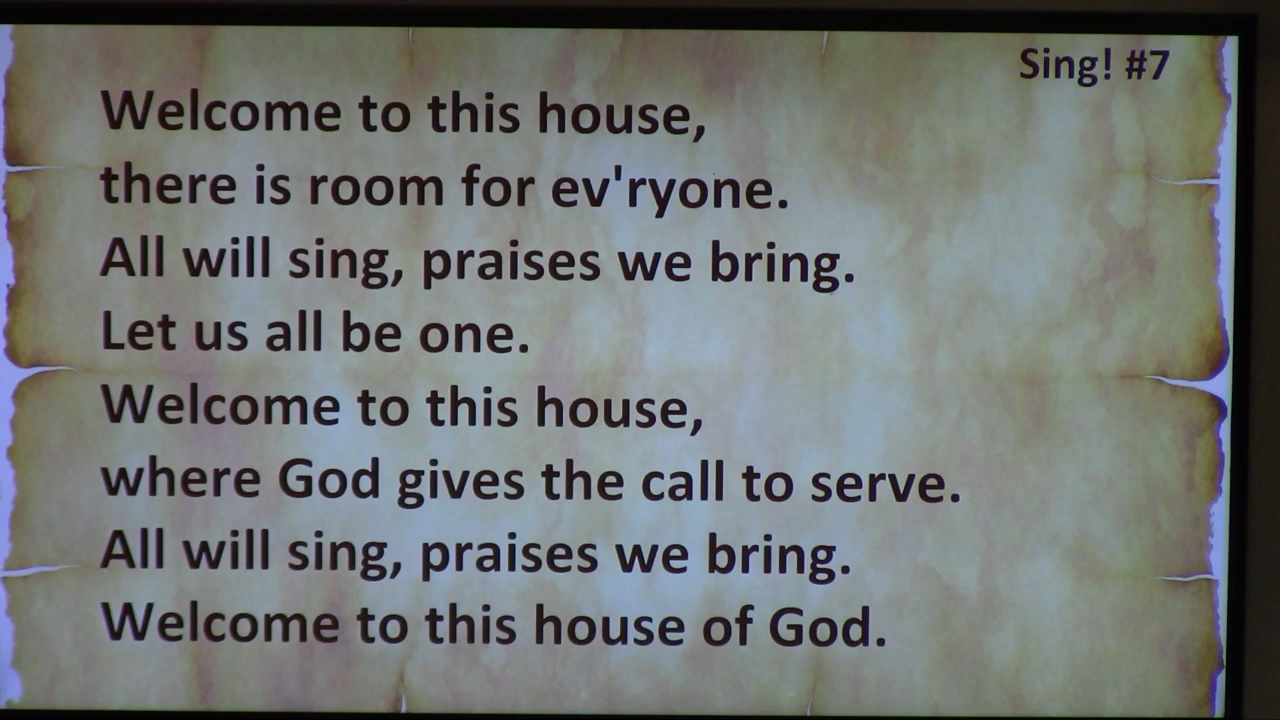 Sing! #7
Welcome to this house,
there is room for ev'ryone.
All will sing, praises we bring.
Let us all be one.
Welcome to this house,
where God gives the call to serve.
All will sing, praises we bring.
Welcome to this house of God.